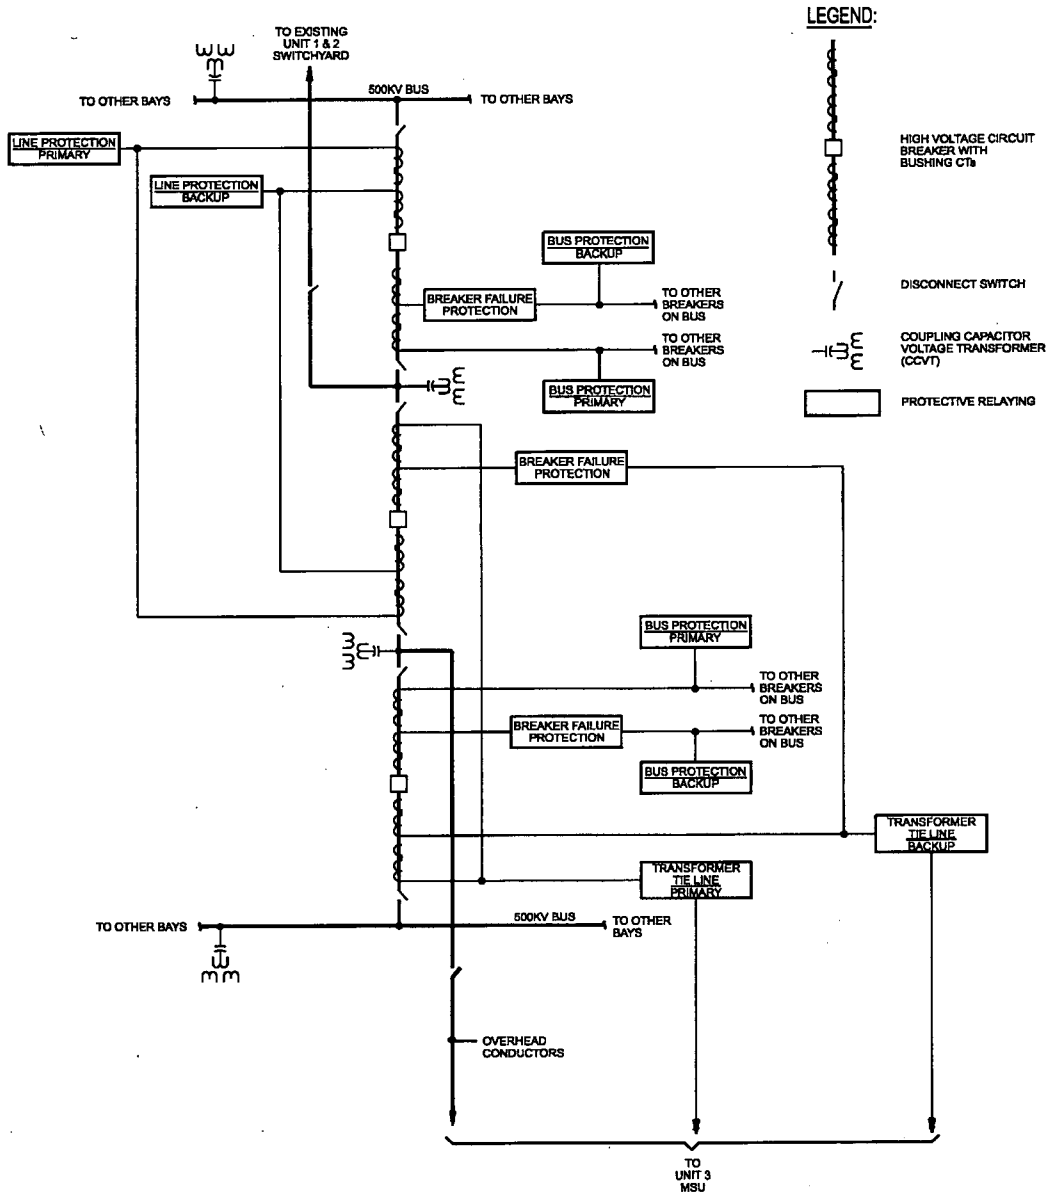 LEGEND:
TO EXISTING
UNIT 1 & 2
SWITCHYARD
500KV BUS
TO OTHER BAYS
TO OTHER BAYS
LINE PROTECTION
PRIMARY
HIGH VOLTAGE CIRCUIT
BREAKER WITH
BUSHING CTs
LINE PROTECTION
BACKUP
BUS PROTECTION
BACKUP
BREAKER FAILURE
PROTECTION
TO OTHER
BREAKERS
ON BUS
DISCONNECT SWITCH
TO OTHER
BREAKERS
ON BUS
COUPLING CAPACITOR
VOLTAGE TRANSFORMER
(CCVT)
BUS PROTECTION
PRIMARY
PROTECTIVE RELAYING
BREAKER FAILURE
PROTECTION
BUS PROTECTION
PRIMARY
TO OTHER
BREAKERS
ON BUS
BREAKER FAILURE
PROTECTION
TO OTHER
BREAKERS
ON BUS
BUS PROTECTION
BACKUP
TRANSFORMER
TIE LINE
BACKUP
TRANSFORMER
TIE LINE
PRIMARY
TO OTHER BAYS
500KV BUS
TO OTHER
BAYS
OVERHEAD
CONDUCTORS
TO
UNIT 3
MSU